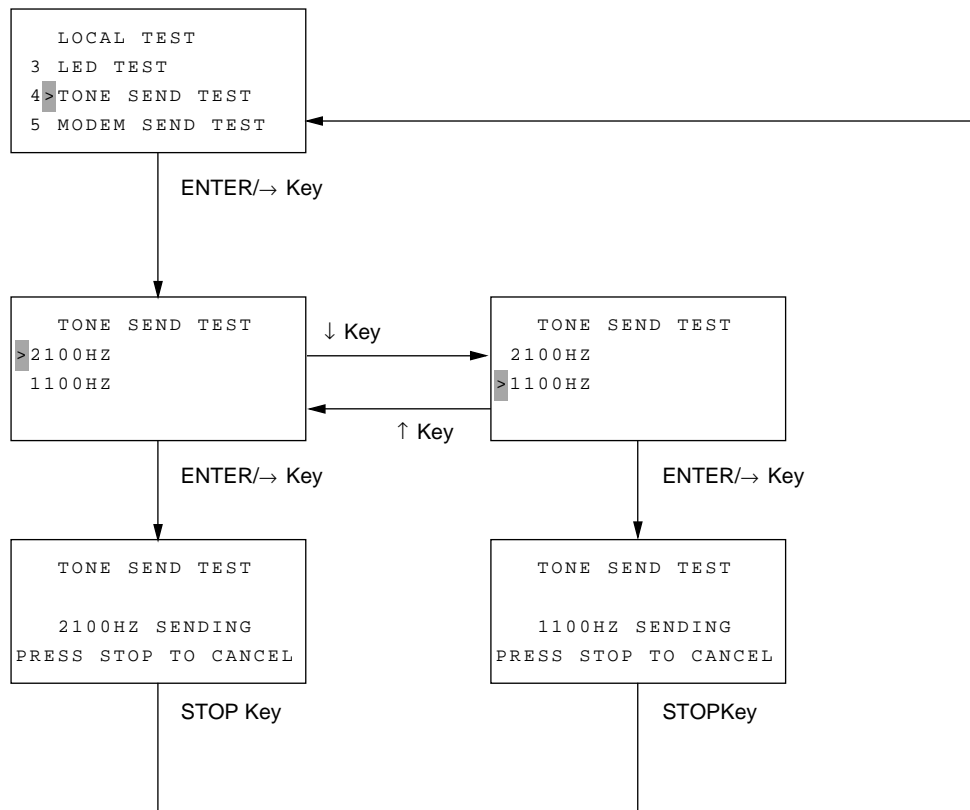 LOCAL TEST
3 LED TEST
4>TONE SEND TEST
5 MODEM SEND TEST
ENTER/→ Key
TONE SEND TEST
>2100HZ
1100HZ
↓ Key
↑ Key
TONE SEND TEST
2100HZ
>1100HZ
ENTER/→ Key
ENTER/→ Key
TONE SEND TEST
2100HZ SENDING
PRESS STOP TO CANCEL
TONE SEND TEST
1100HZ SENDING
PRESS STOP TO CANCEL
STOP Key
STOPKey